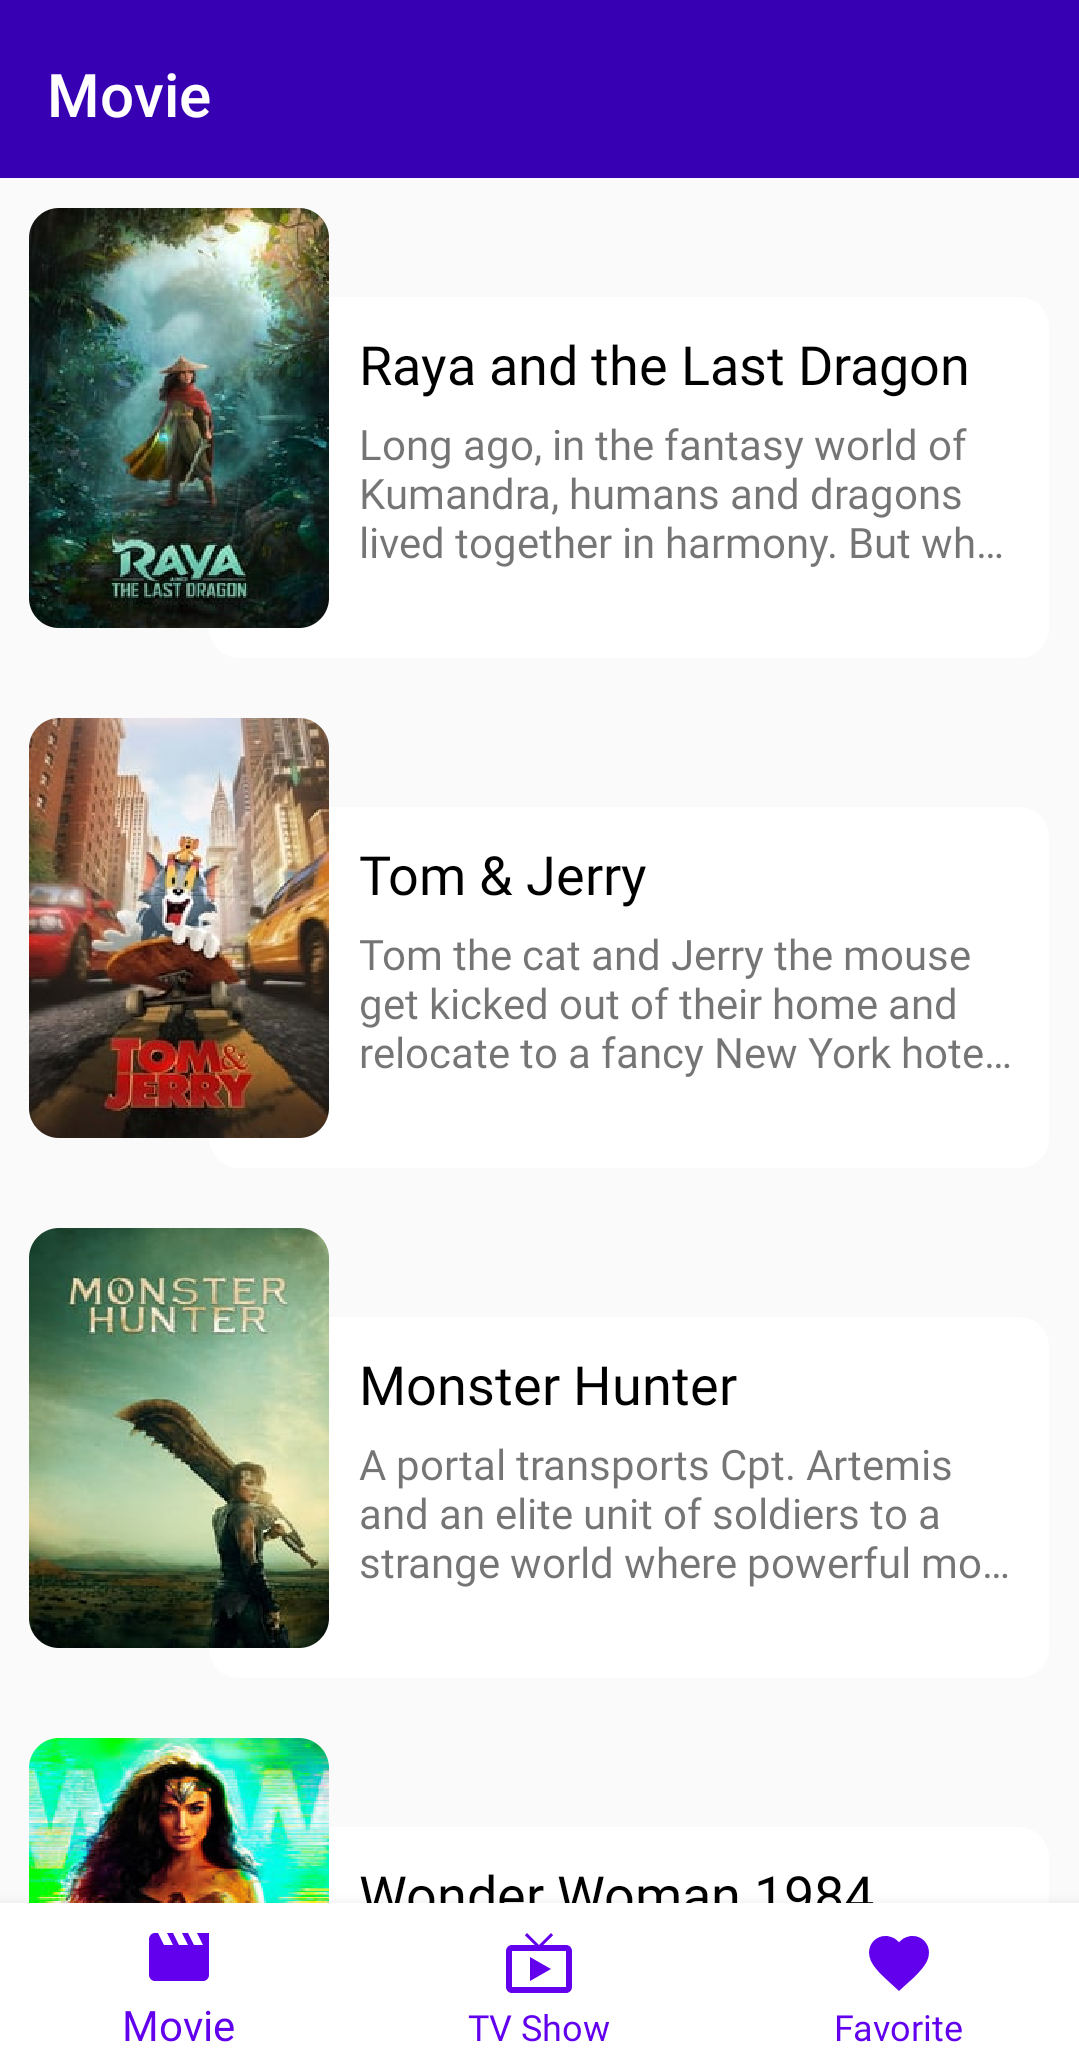 Movie
RAYA
AND
THE LAST DRAGON
Raya and the Last Dragon
Long ago, in the fantasy world of
Kumandra, humans and dragons
lived together in harmony. But wh…
TOM&
JERRY
Tom & Jerry
Tom the cat and Jerry the mouse
get kicked out of their home and
relocate to a fancy New York hote…
MONSTER
HUNTER
Monster Hunter
A portal transports Cpt. Artemis
and an elite unit of soldiers to a
strange world where powerful mo…
WW
Wonder Woman 1984
Movie
TV Show
Favorite